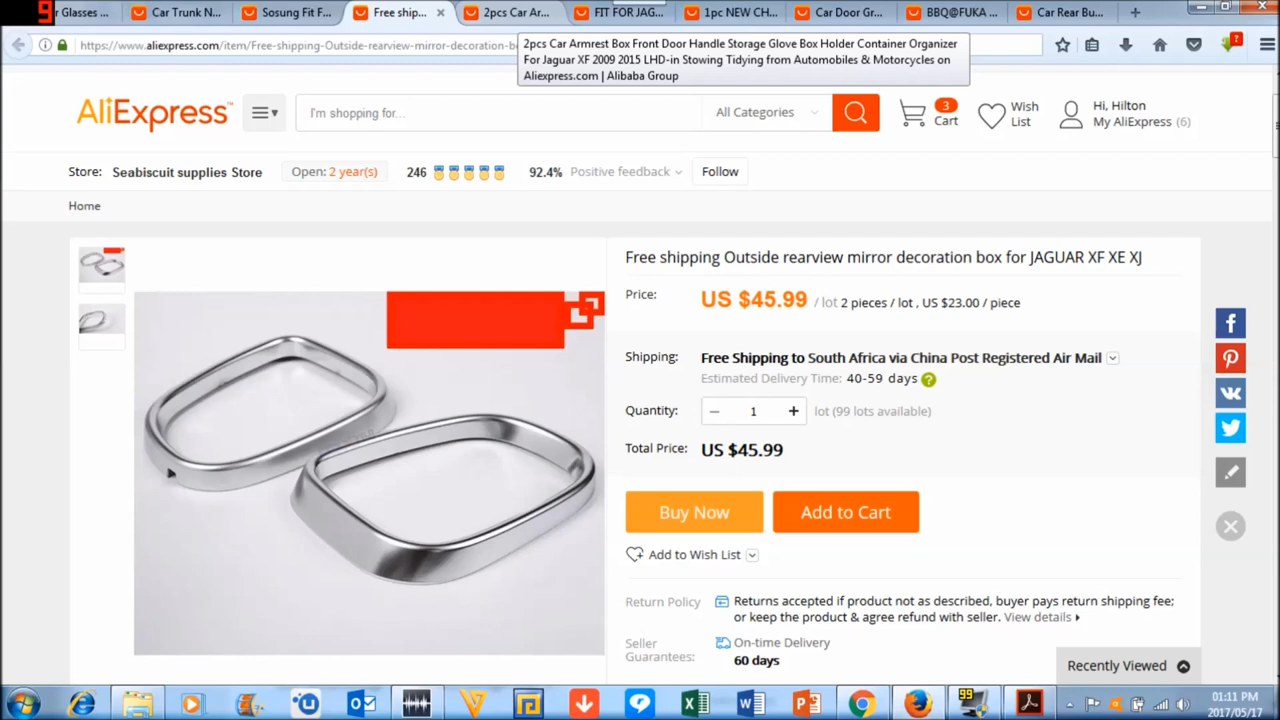 9
r Glasses ...
Car Trunk N...
Sosung Fit F...
Free ship...
2pcs Car Ar...
FIT FOR JAG...
1pc NEW CH...
Car Door Gr...
BBQ@FUKA ...
Car Rear Bu...
https://www.aliexpress.com/item/Free-shipping-Outside-rearview-mirror-decoration-b
2pcs Car Armrest Box Front Door Handle Storage Glove Box Holder Container Organizer
For Jaguar XF 2009 2015 LHD-in Stowing Tidying from Automobiles & Motorcycles on
Aliexpress.com | Alibaba Group
?
AliExpress™
I'm shopping for...
All Categories
3
Cart
Wish
List
Hi, Hilton
My AliExpress (6)
Store: Seabiscuit supplies Store
Open: 2 year(s)
246
92.4% Positive feedback
Follow
Home
Free shipping Outside rearview mirror decoration box for JAGUAR XF XE XJ
Price: US $45.99 / lot 2 pieces / lot , US $23.00 / piece
Shipping: Free Shipping to South Africa via China Post Registered Air Mail
Estimated Delivery Time: 40-59 days ?
Quantity: − 1 + lot (99 lots available)
Total Price: US $45.99
Buy Now
Add to Cart
Add to Wish List
Return Policy Returns accepted if product not as described, buyer pays return shipping fee;
or keep the product & agree refund with seller. View details
Seller
Guarantees:
On-time Delivery
60 days
Recently Viewed
99
01:11 PM
2017/05/17